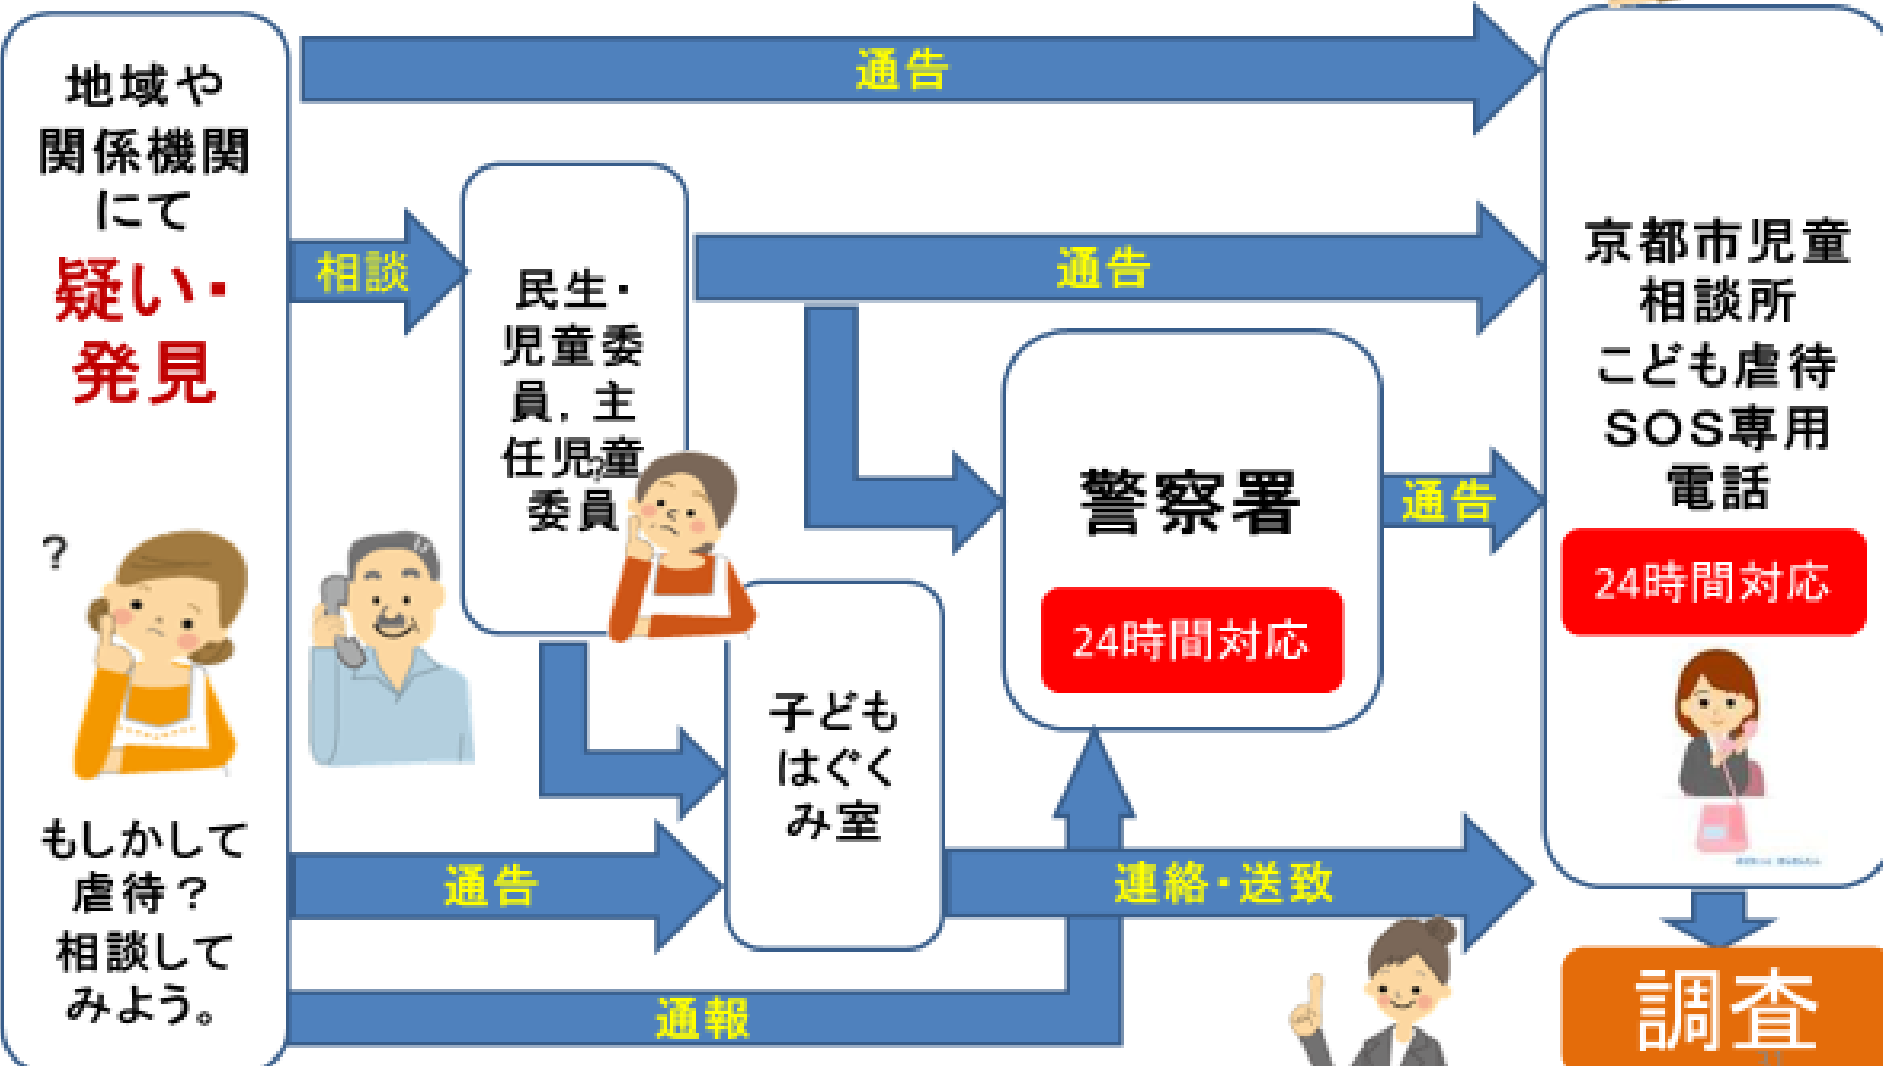 地域や
関係機関
にて
疑い・
発見
?
もしかして
虐待？
相談して
みよう。
通告
相談
民生・
児童委
員，主
任児童
委員
?
通告
子ども
はぐく
み室
通告
通報
警察署
24時間対応
通告
連絡・送致
京都市児童
相談所
こども虐待
ＳＯＳ専用
電話
24時間対応
調査